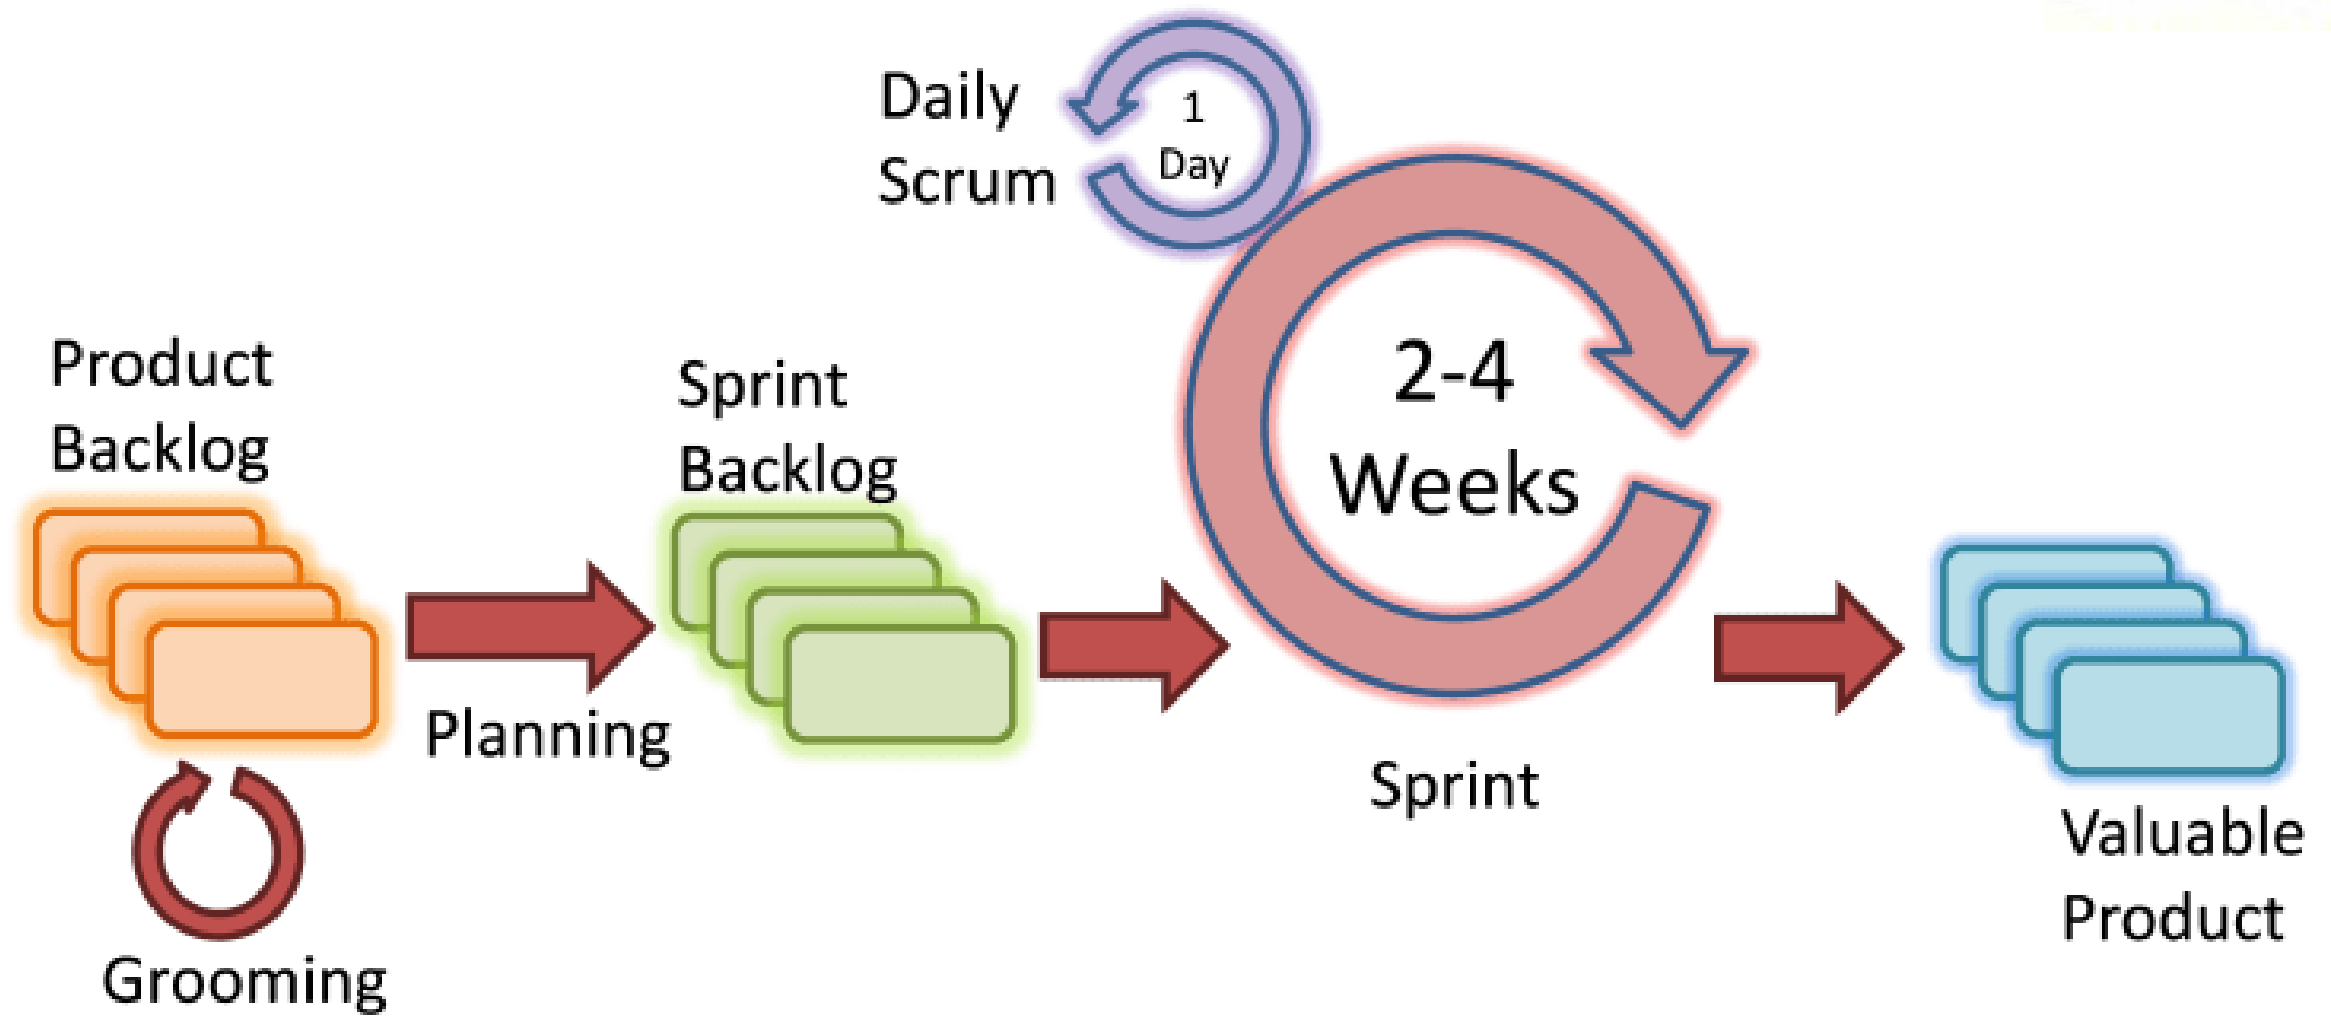 Daily
Scrum
1
Day
Product
Backlog
Sprint
Backlog
2-4
Weeks
Planning
Sprint
Valuable
Product
Grooming